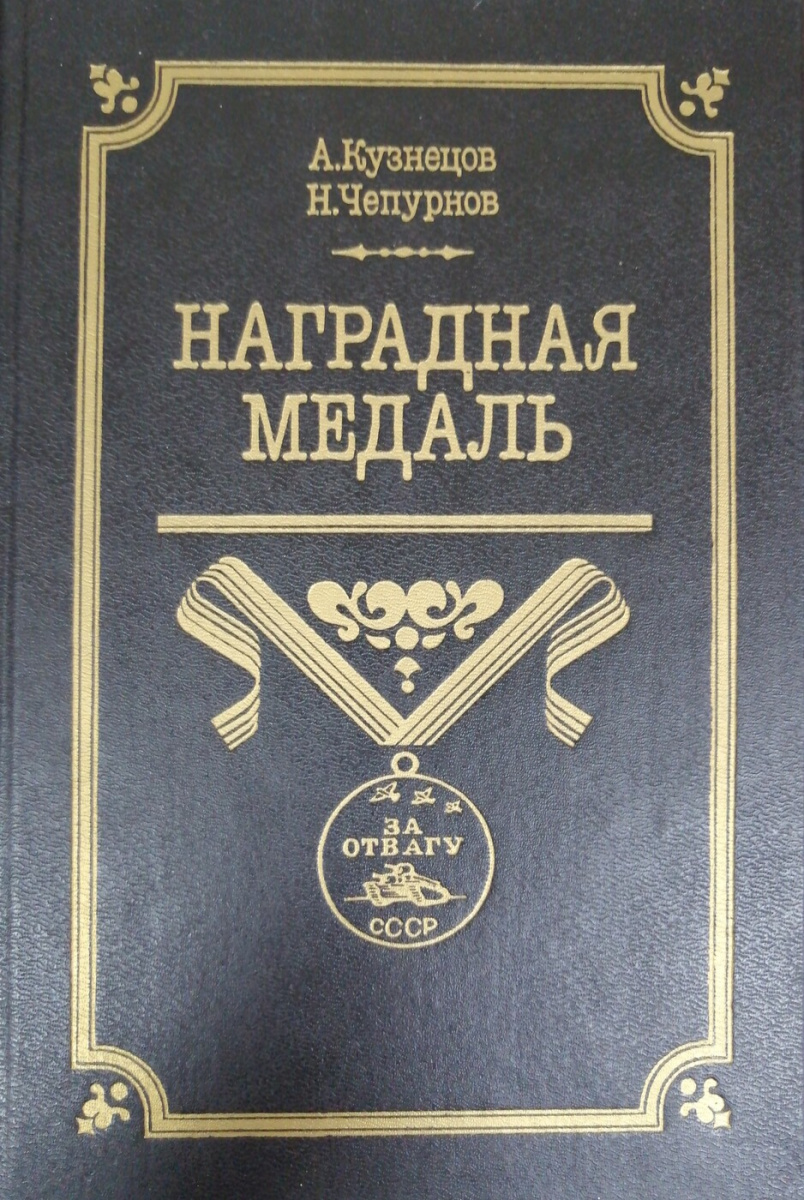 А.Кузнецов
Н.Чепурнов
НАГРАДНАЯ
МЕДАЛЬ
ЗА
ОТВАГУ
СССР